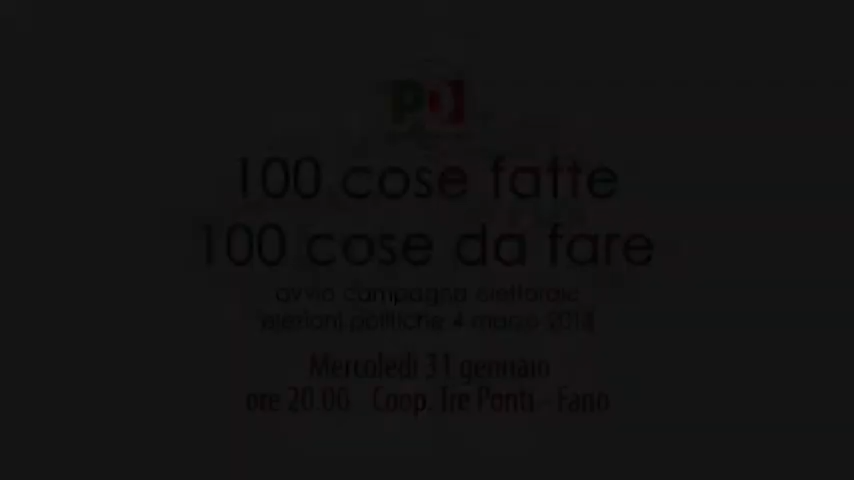 PD
100 cose fatte
100 cose da fare
avvio campagna elettorale
elezioni politiche 4 marzo 2018
Mercoledì 31 gennaio
ore 20.00 - Coop. Tre Ponti - Fano